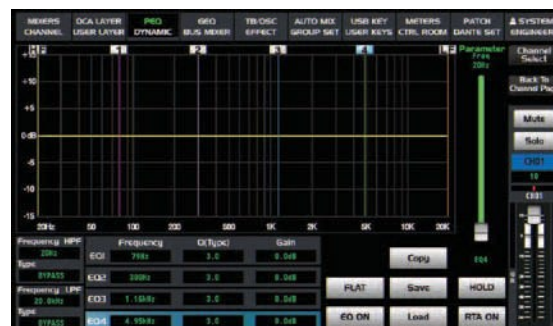 MIXERS DCA LAYER PEQ GEQ TB/OSC AUTO MIX USB KEY METERS PATCH SYSTEM
CHANNEL USER LAYER DYNAMIC BUS MIXER EFFECT GROUP SET USER KEYS CTRL ROOM DANTE SET ENGINEER
HF 1 2 3 4 LF Parameter Channel
Freq Select
20Hz
+15
+10 Back To
Channel Pag
+5
Mute
0dB Solo
-5 CH01
10
-10 CH01
-15
20Hz 50 100 200 500 1K 2K 5K 10K 20K
Frequency HPF Frequency Q(Type) Gain
20Hz EQ1 79Hz 3.0 0.0dB EQ4
Type Copy
BYPASS EQ2 300Hz 3.0 0.0dB
Frequency LPF FLAT Save HOLD
20.0kHz EQ3 1.16kHz 3.0 0.0dB
Type
BYPASS EQ4 4.95kHz 3.0 0.0dB EQ ON Load RTA ON